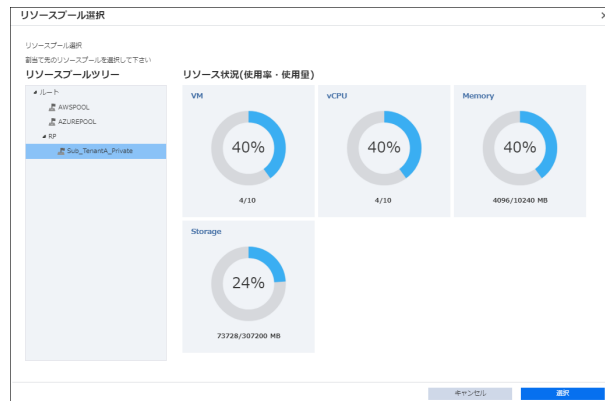 リソースプール選択
リソースプール選択
割当て先のリソースプールを選択して下さい
リソースプールツリー
リソース状況(使用率・使用量)
ルート
AWSPOOL
AZUREPOOL
RP
Sub_TenantA_Private
VM
40%
4/10
vCPU
40%
4/10
Memory
40%
4096/10240 MB
Storage
24%
73728/307200 MB
キャンセル
選択